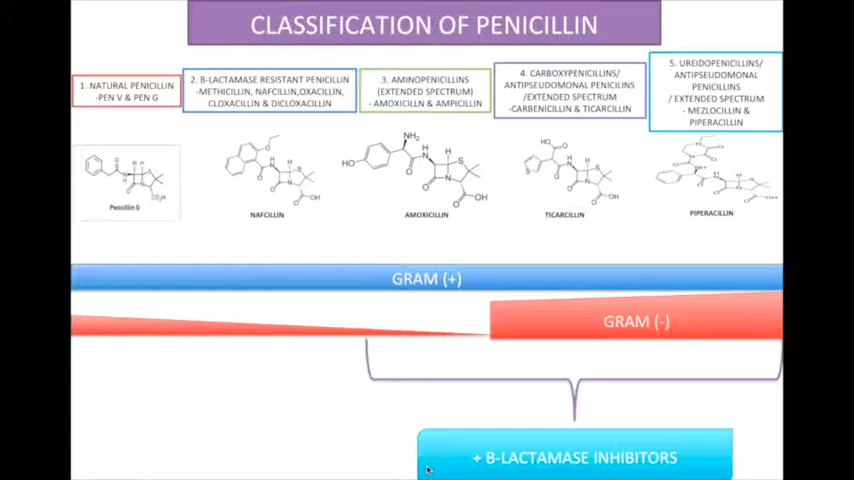 CLASSIFICATION OF PENICILLIN
1. NATURAL PENICILLIN
-PEN V & PEN G
2. B-LACTAMASE RESISTANT PENICILLIN
-METHICILLIN, NAFCILLIN,OXACILLIN,
CLOXACILLIN & DICLOXACILLIN
3. AMINOPENICILLINS
(EXTENDED SPECTRUM)
- AMOXICILLN & AMPICILLIN
4. CARBOXYPENICILLINS/
ANTIPSEUDOMONAL PENICILINS
/EXTENDED SPECTRUM
-CARBENICILLIN & TICARCILLIN
5. UREIDOPENICILLINS/
ANTIPSEUDOMONAL
PENICILLINS
/ EXTENDED SPECTRUM
- MEZLOCILLIN &
PIPERACILLIN
Penicillin G
NAFCILLIN
AMOXICILLIN
TICARCILLIN
PIPERACILLIN
GRAM (+)
GRAM (-)
+ B-LACTAMASE INHIBITORS